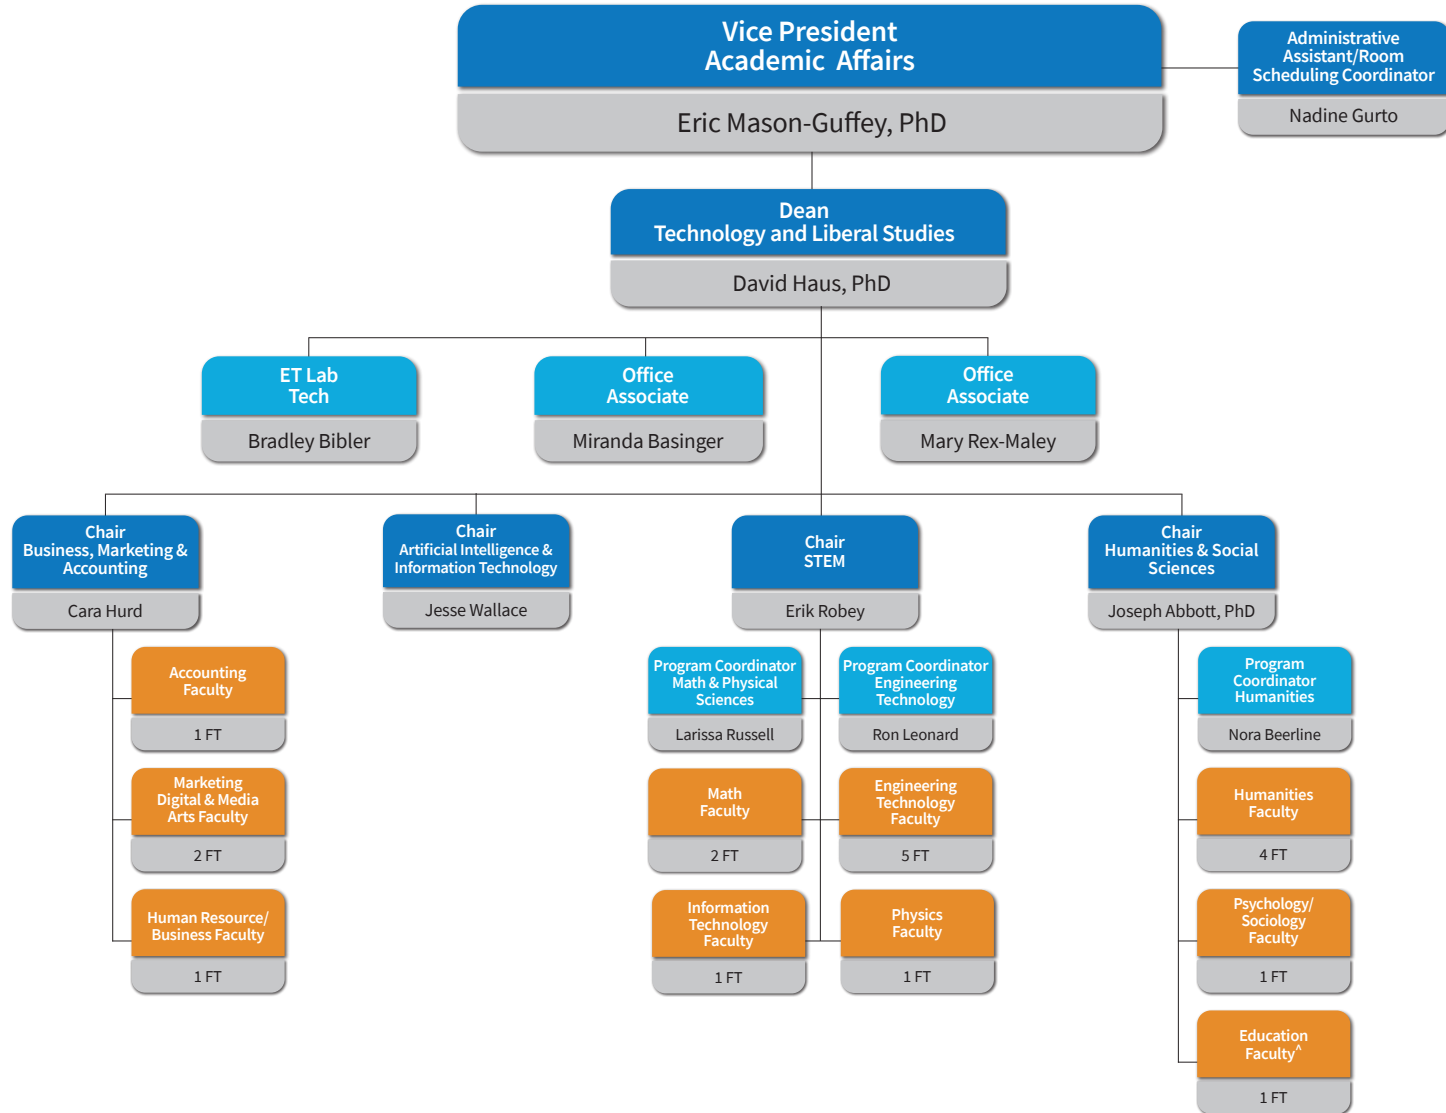 Vice President
Academic Affairs
Eric Mason-Guffey, PhD
Administrative
Assistant/Room
Scheduling Coordinator
Nadine Gurto
Dean
Technology and Liberal Studies
David Haus, PhD
ET Lab
Tech
Bradley Bibler
Office
Associate
Miranda Basinger
Office
Associate
Mary Rex-Maley
Chair
Business, Marketing &
Accounting
Cara Hurd
Chair
Artificial Intelligence &
Information Technology
Jesse Wallace
Chair
STEM
Erik Robey
Chair
Humanities & Social
Sciences
Joseph Abbott, PhD
Accounting
Faculty
1 FT
Marketing
Digital & Media
Arts Faculty
2 FT
Human Resource/
Business Faculty
1 FT
Program Coordinator
Math & Physical
Sciences
Larissa Russell
Program Coordinator
Engineering
Technology
Ron Leonard
Math
Faculty
2 FT
Engineering
Technology
Faculty
5 FT
Information
Technology
Faculty
1 FT
Physics
Faculty
1 FT
Program
Coordinator
Humanities
Nora Beerline
Humanities
Faculty
4 FT
Psychology/
Sociology
Faculty
1 FT
Education
Faculty^
1 FT